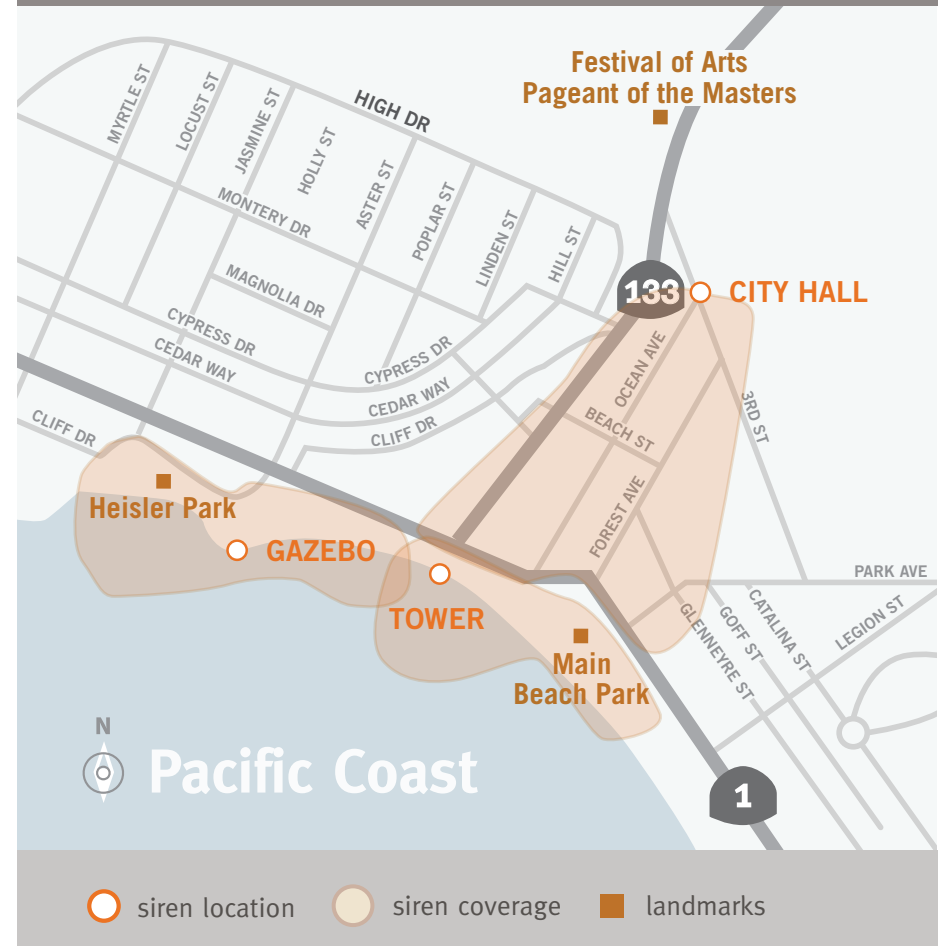 Festival of Arts
Pageant of the Masters
MYRTLE ST
LOCUST ST
JASMINE ST
HOLLY ST
HIGH DR
ASTER ST
POPLAR ST
LINDEN ST
HILL ST
MONTERY DR
MAGNOLIA DR
133
CITY HALL
CYPRESS DR
CEDAR WAY
CYPRESS DR
CEDAR WAY
CLIFF DR
OCEAN AVE
BEACH ST
3RD ST
CLIFF DR
Heisler Park
FOREST AVE
GAZEBO
PARK AVE
TOWER
GLENNEYRE ST
GOFF ST
CATALINA ST
LEGION ST
Main
Beach Park
N
Pacific Coast
1
siren location
siren coverage
landmarks